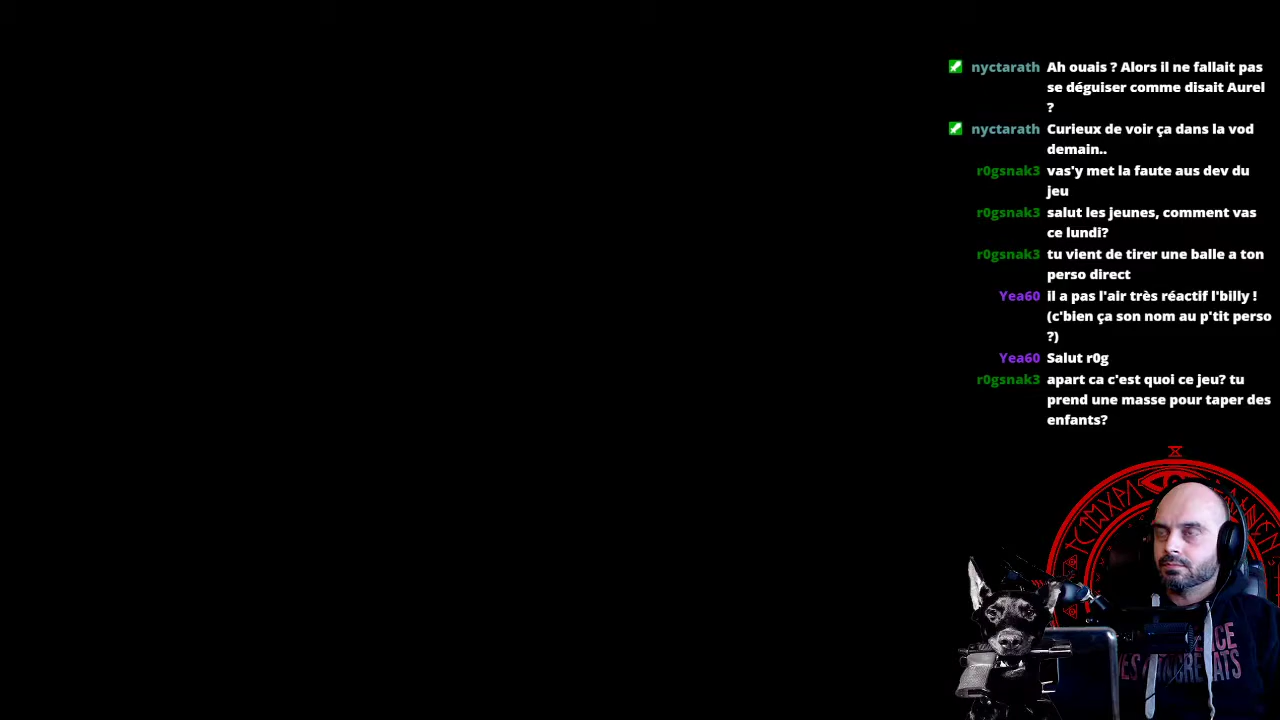 nyctarath Ah ouais ? Alors il ne fallait pas
se déguiser comme disait Aurel
?
nyctarath Curieux de voir ça dans la vod
demain..
r0gsnak3 vas'y met la faute aus dev du
jeu
r0gsnak3 salut les jeunes, comment vas
ce lundi?
r0gsnak3 tu vient de tirer une balle a ton
perso direct
Yea60 il a pas l'air très réactif l'billy !
(c'bien ça son nom au p'tit perso
?)
Yea60 Salut r0g
r0gsnak3 apart ca c'est quoi ce jeu? tu
prend une masse pour taper des
enfants?